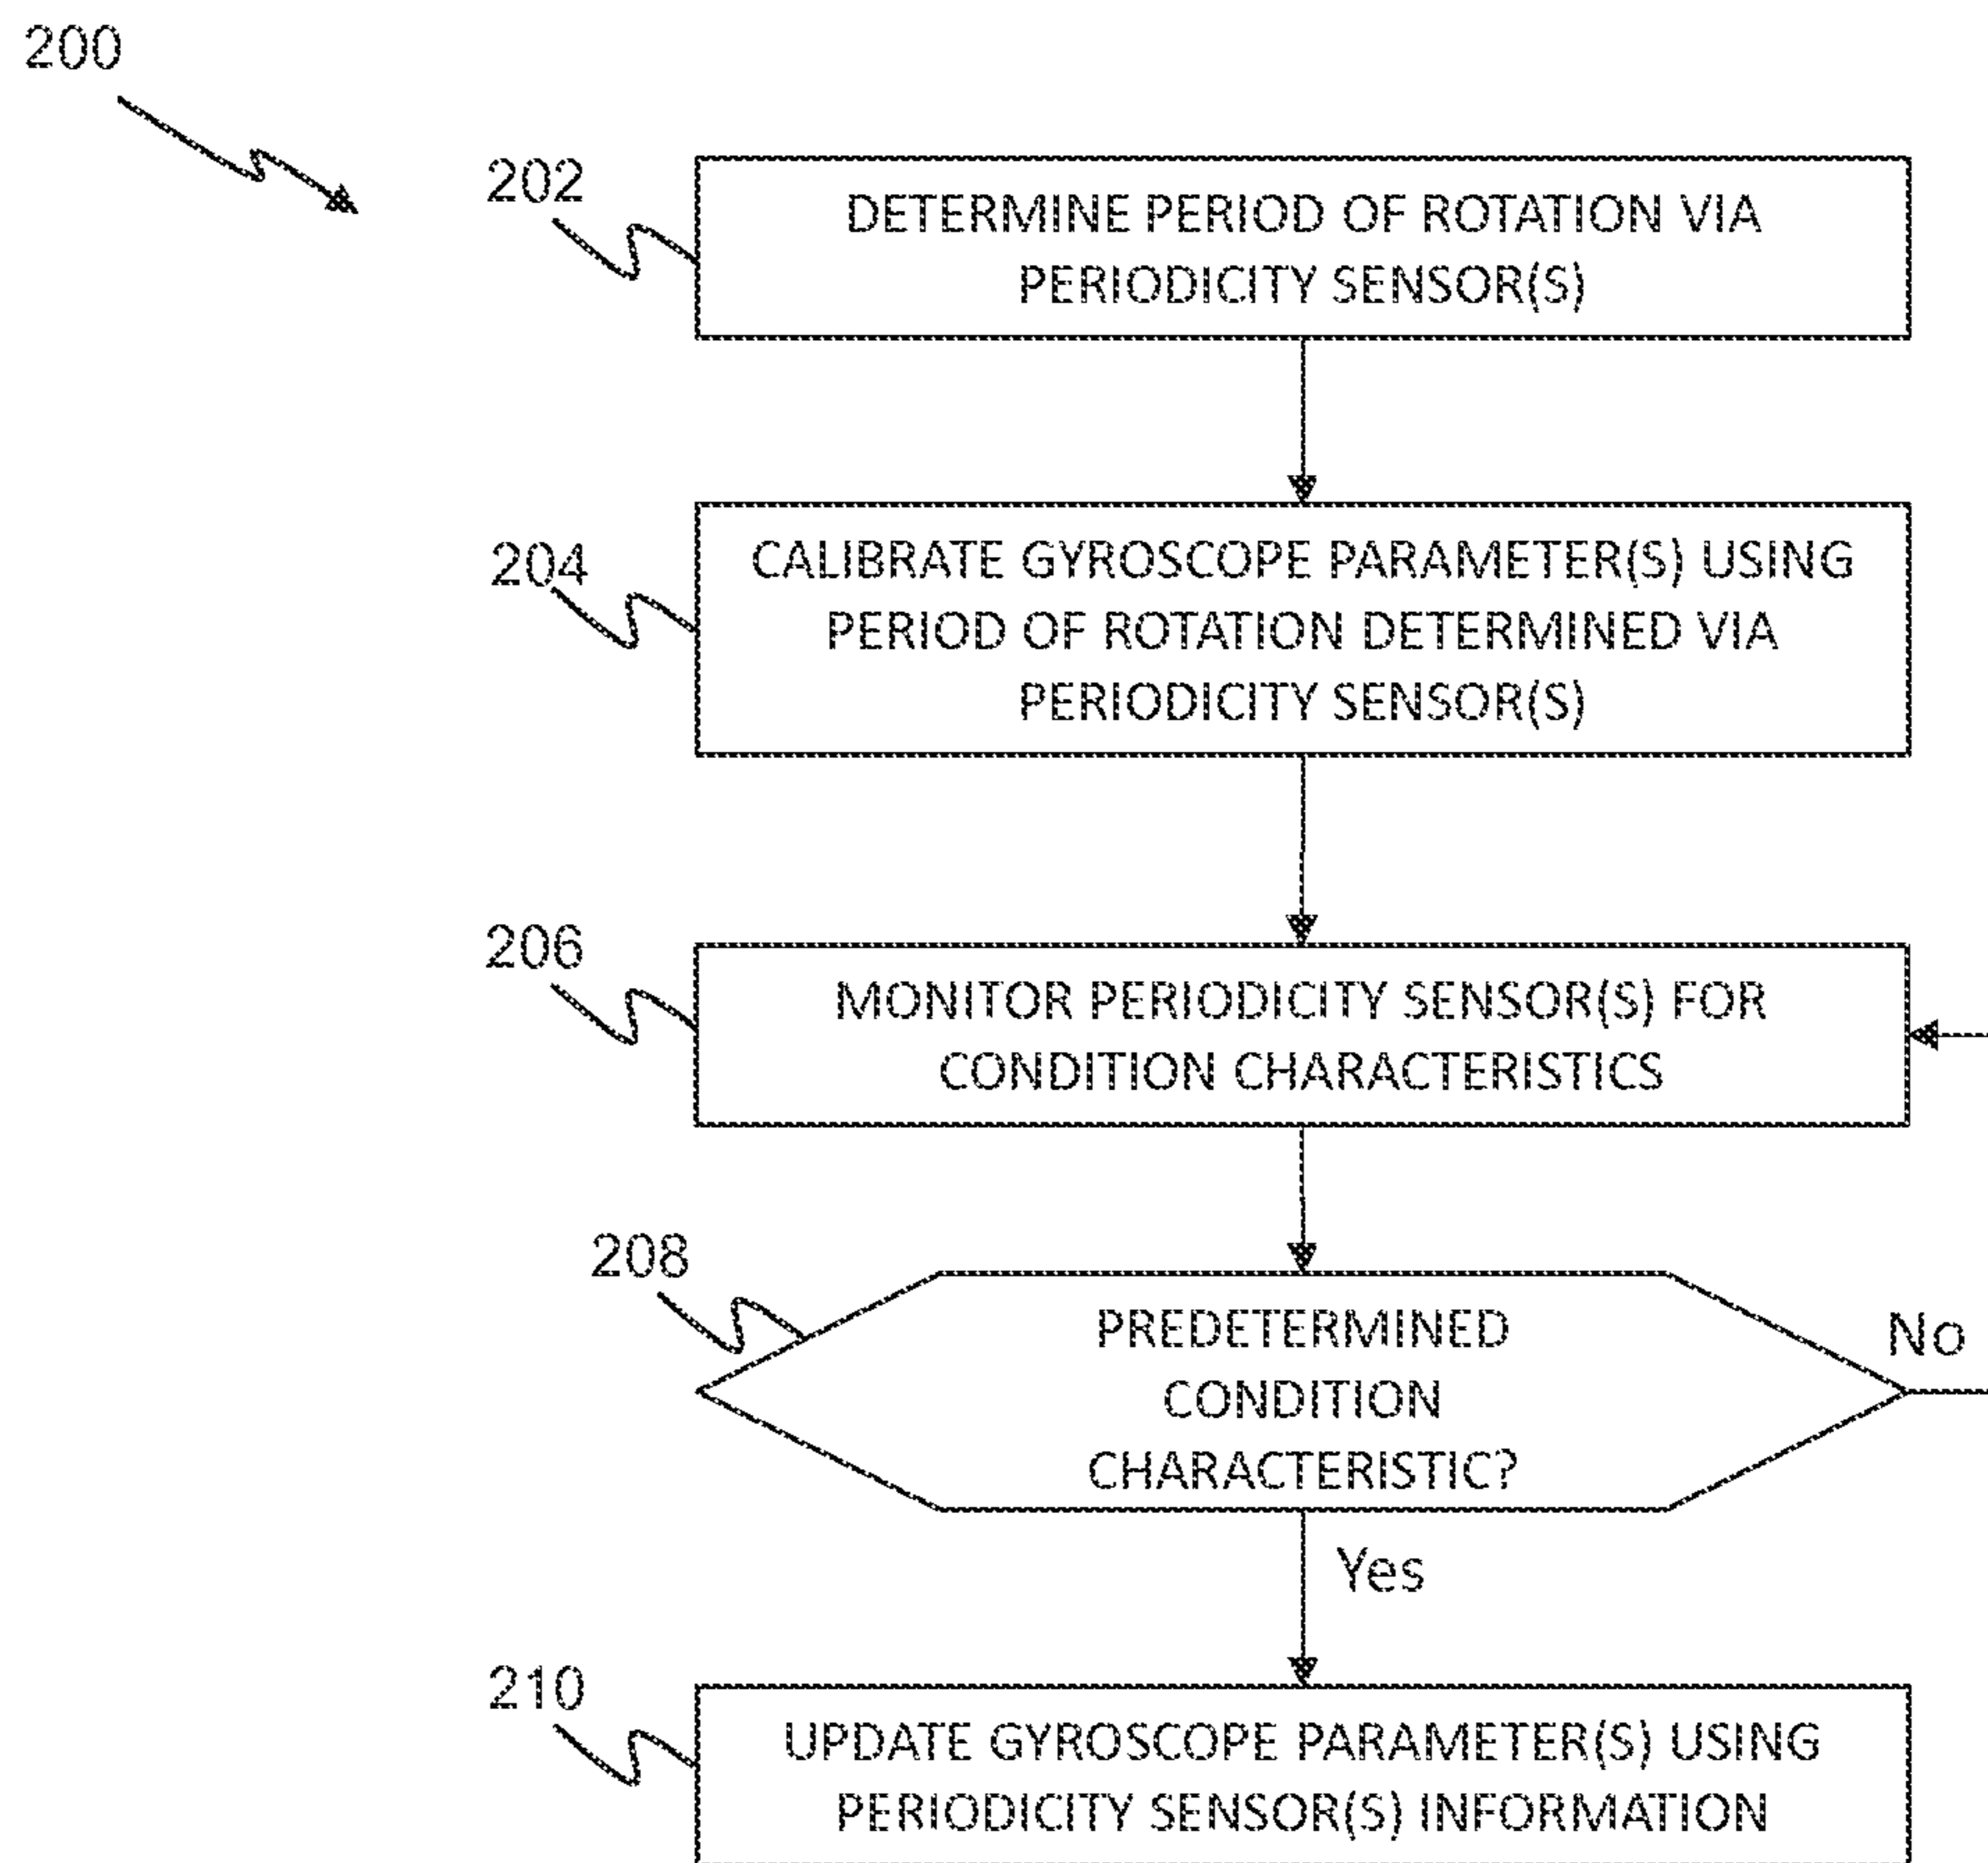 200
202
DETERMINE PERIOD OF ROTATION VIA
PERIODICITY SENSOR(S)
204
CALIBRATE GYROSCOPE PARAMETER(S) USING
PERIOD OF ROTATION DETERMINED VIA
PERIODICITY SENSOR(S)
206
MONITOR PERIODICITY SENSOR(S) FOR
CONDITION CHARACTERISTICS
208
PREDETERMINED
CONDITION
CHARACTERISTIC?
No
Yes
210
UPDATE GYROSCOPE PARAMETER(S) USING
PERIODICITY SENSOR(S) INFORMATION